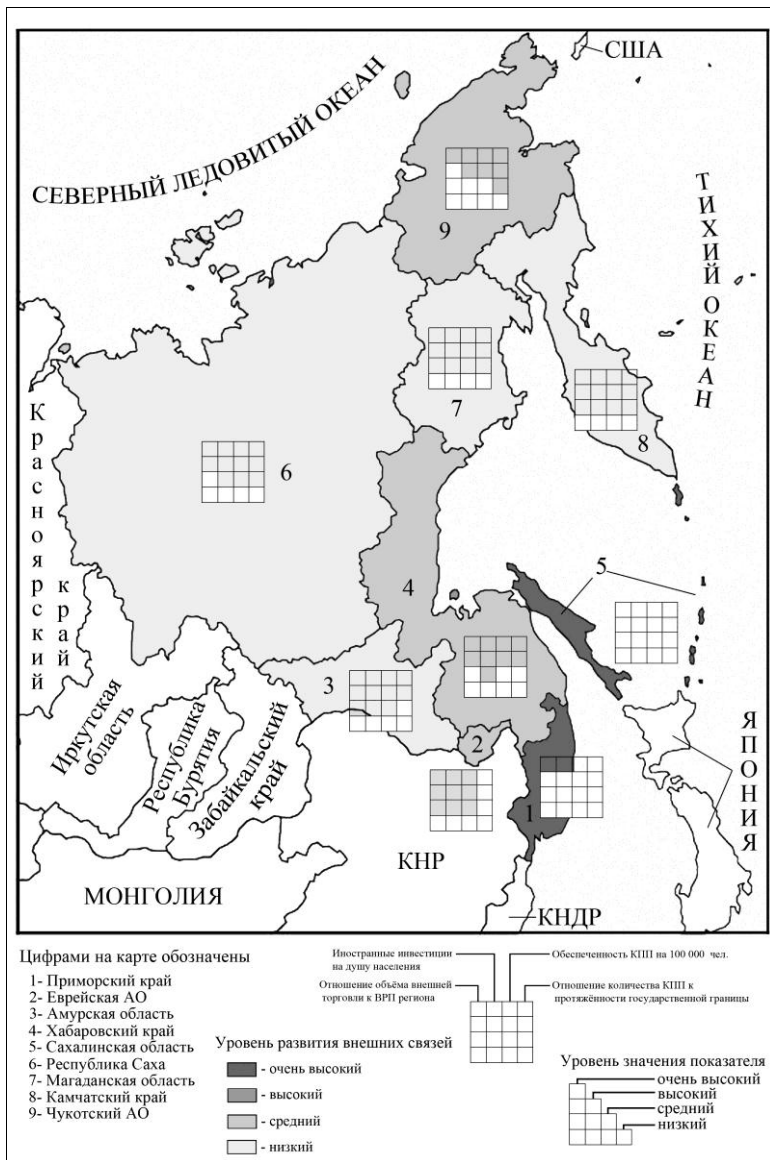 США
СЕВЕРНЫЙ ЛЕДОВИТЫЙ ОКЕАН
ТИХИЙ ОКЕАН
9
7
8
6
Красноярский край
5
4
3
Иркутская
область
Республика
Бурятия
Забайкальский
край
2
1
ЯПОНИЯ
КНР
МОНГОЛИЯ
КНДР
Цифрами на карте обозначены
1- Приморский край
2- Еврейская АО
3- Амурская область
4- Хабаровский край
5- Сахалинская область
6- Республика Саха
7- Магаданская область
8- Камчатский край
9- Чукотский АО
Иностранные инвестиции
на душу населения
Отношение объёма внешней
торговли к ВРП региона
Обеспеченность КПП на 100 000 чел.
Отношение количества КПП к
протяжённости государственной границы
Уровень развития внешних связей
- очень высокий
- высокий
- средний
- низкий
Уровень значения показателя
очень высокий
высокий
средний
низкий